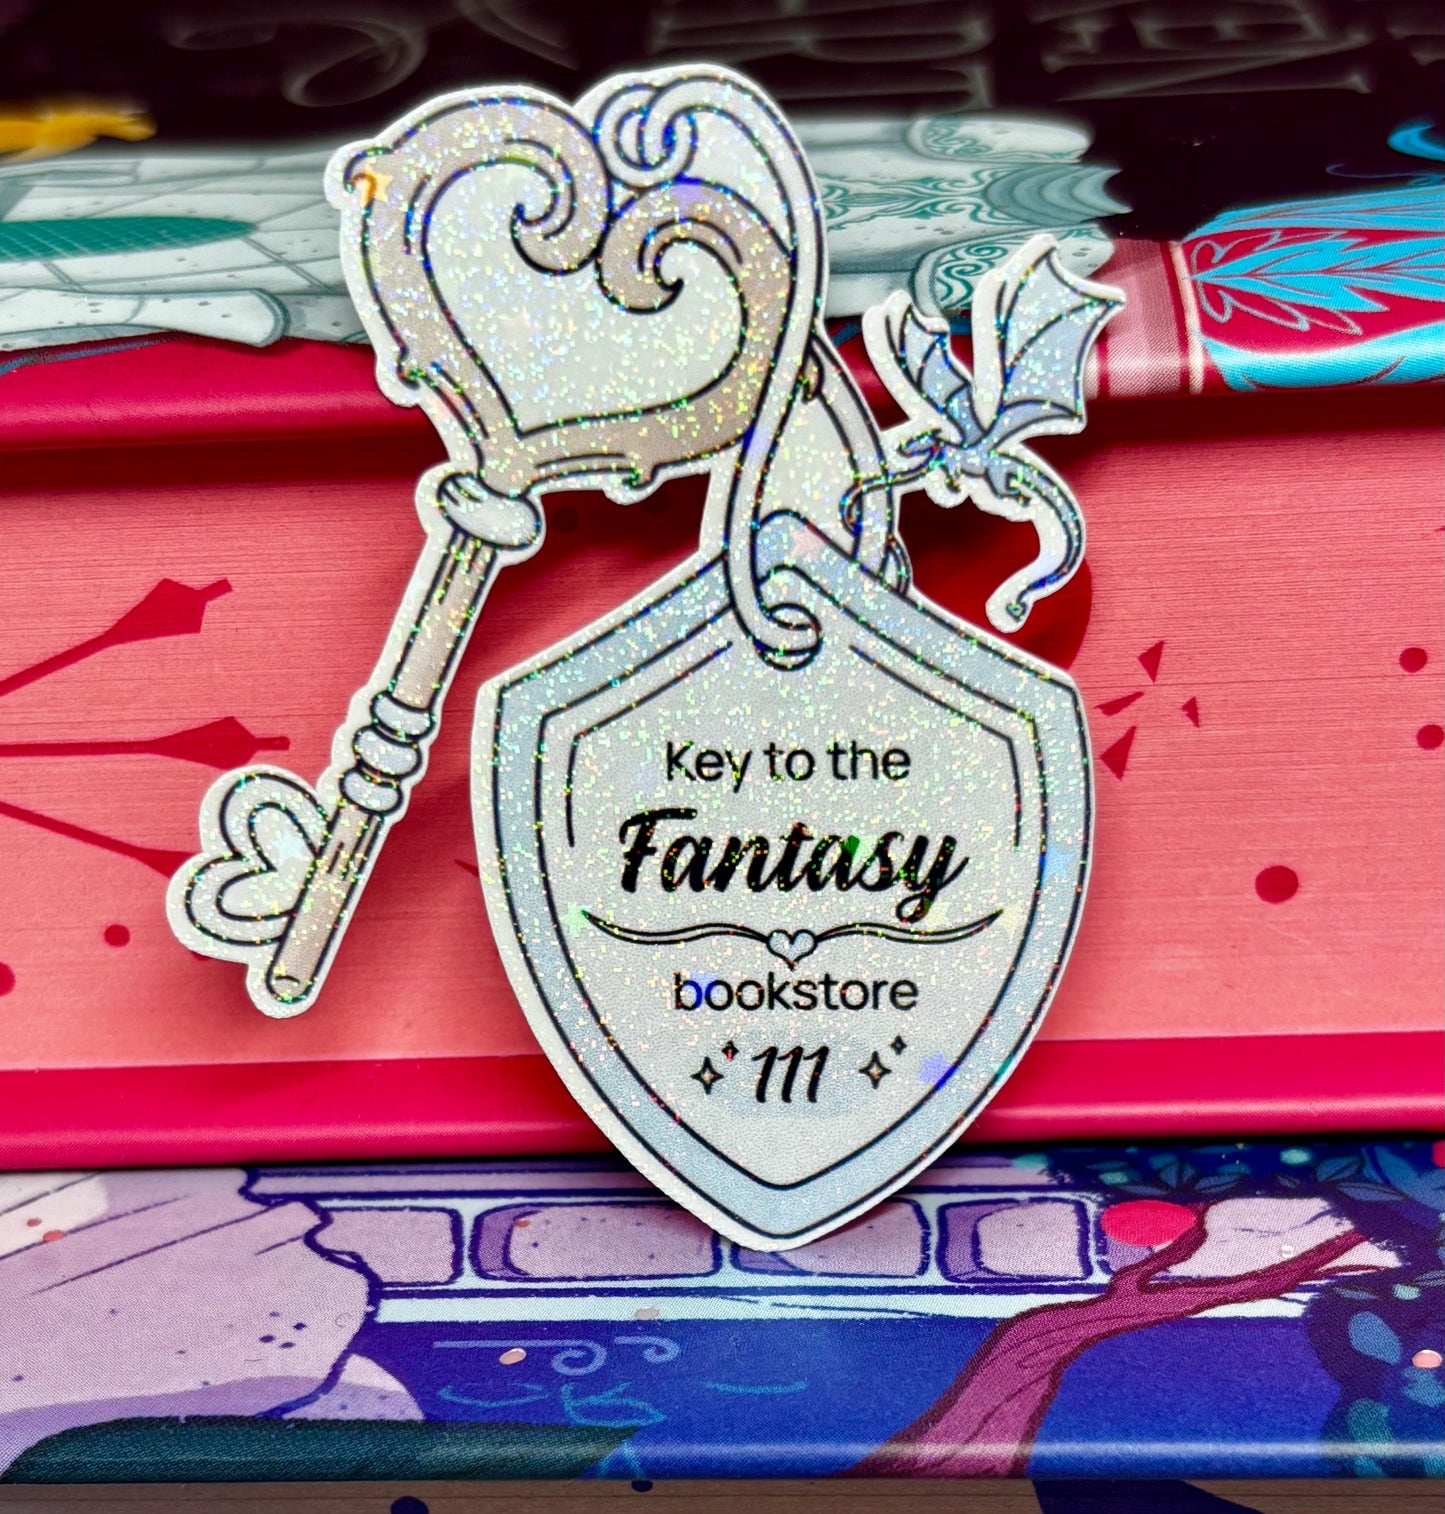 Key to the
Fantasy
bookstore
111